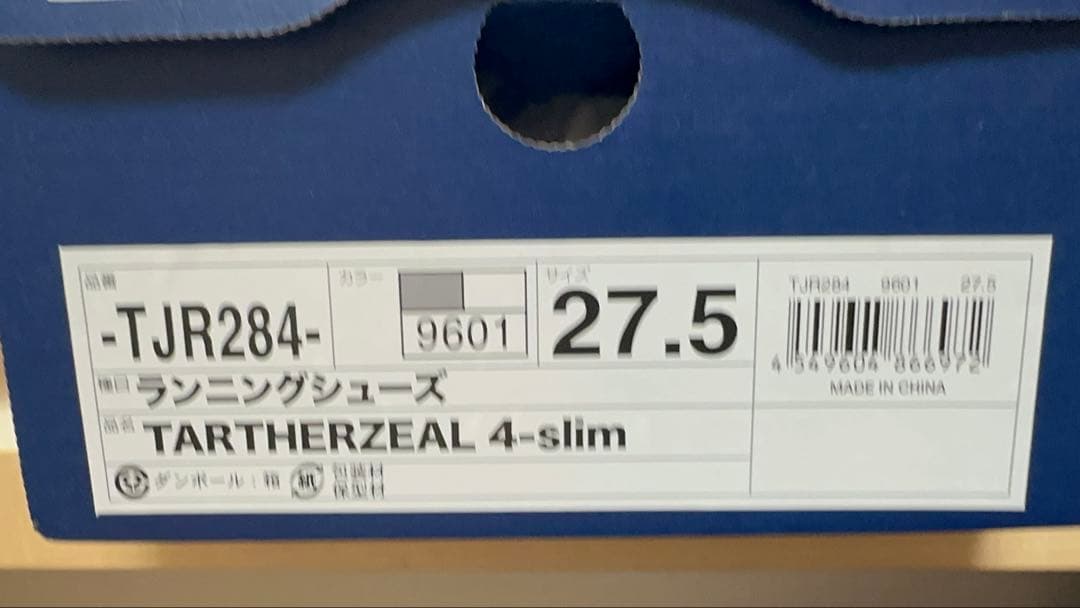 品番
-TJR284-
カラー
9601
サイズ
27.5
種目 ランニングシューズ
品名 TARTHERZEAL 4-slim
ダンボール:箱 紙 包装材
保型材
TJR284 9601 27.5
4 549604 866972
MADE IN CHINA